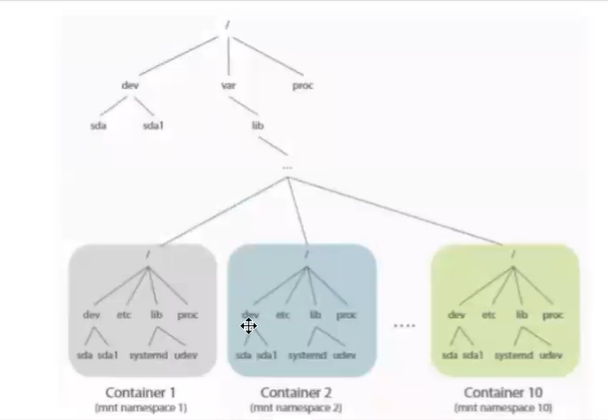 /
dev var proc
sda sda1 lib
...
/ / /
dev etc lib proc dev etc lib proc dev etc lib proc
....
sda sda1 systemd udev sda sda1 systemd udev sda sda1 systemd udev
Container 1 Container 2 Container 10
(mnt namespace 1) (mnt namespace 2) (mnt namespace 10)